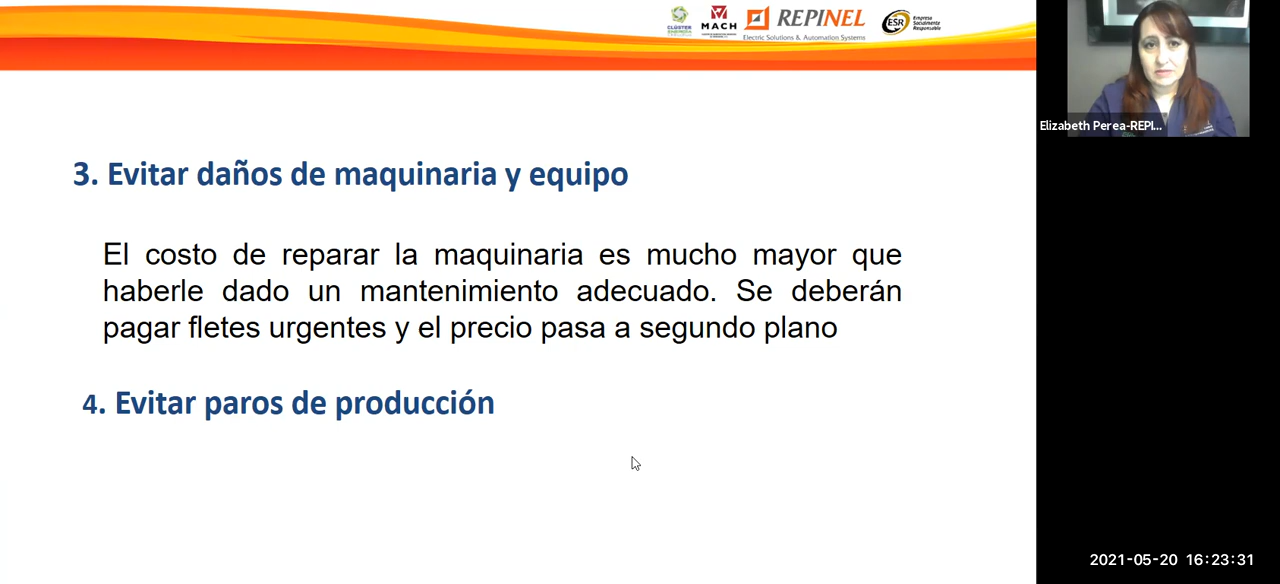 CLÚSTER
MACH
REPINEL
Electric Solutions & Automation Systems
ESR
Empresa
Socialmente
Responsable
Elizabeth Perea-REPI...
3. Evitar daños de maquinaria y equipo
El costo de reparar la maquinaria es mucho mayor que
haberle dado un mantenimiento adecuado. Se deberán
pagar fletes urgentes y el precio pasa a segundo plano
4. Evitar paros de producción
2021-05-20 16:23:31